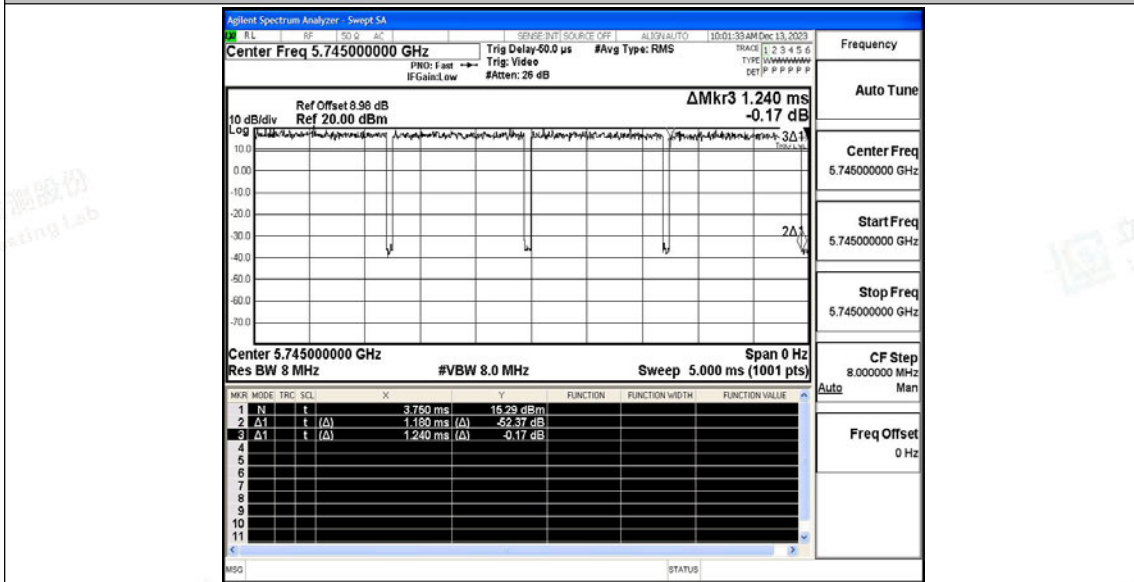 Agilent Spectrum Analyzer - Swept SA
RL RF 50 Ω AC SENSE:INT SOURCE OFF ALIGNAUTO 10:01:33 AM Dec 13, 2023
Center Freq 5.745000000 GHz
PNO: Fast
IFGain:Low
Trig Delay-50.0 µs
Trig: Video
#Atten: 26 dB
#Avg Type: RMS
TRACE 1 2 3 4 5 6
TYPE WWWWWW
DET P P P P P P
Ref Offset 8.98 dB
10 dB/div Ref 20.00 dBm
ΔMkr3 1.240 ms
-0.17 dB
Log
10.0
0.00
-10.0
-20.0
-30.0
-40.0
-50.0
-60.0
-70.0
3Δ1
2Δ1
Center 5.745000000 GHz Span 0 Hz
Res BW 8 MHz #VBW 8.0 MHz Sweep 5.000 ms (1001 pts)
MKR MODE TRC SCL X Y FUNCTION FUNCTION WIDTH FUNCTION VALUE
1 N t 3.750 ms 15.29 dBm
2 Δ1 t (Δ) 1.180 ms (Δ) -52.37 dB
3 Δ1 t (Δ) 1.240 ms (Δ) -0.17 dB
4
5
6
7
8
9
10
11
MSG STATUS
Frequency
Auto Tune
Center Freq
5.745000000 GHz
Start Freq
5.745000000 GHz
Stop Freq
5.745000000 GHz
CF Step
8.000000 MHz
Auto Man
Freq Offset
0 Hz
测股份
sting Lab